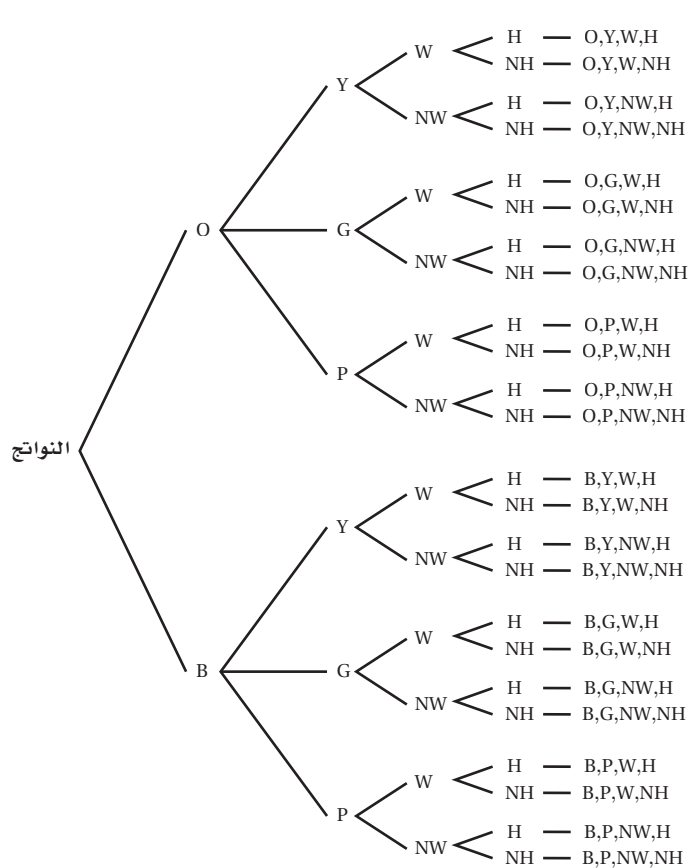 H O,Y,W,H
W
NH O,Y,W,NH
Y
H O,Y,NW,H
NW
NH O,Y,NW,NH
H O,G,W,H
W
NH O,G,W,NH
O G
H O,G,NW,H
NW
NH O,G,NW,NH
H O,P,W,H
W
NH O,P,W,NH
P
H O,P,NW,H
NW
NH O,P,NW,NH
النواتج
H B,Y,W,H
W
NH B,Y,W,NH
Y
H B,Y,NW,H
NW
NH B,Y,NW,NH
H B,G,W,H
W
NH B,G,W,NH
B G
H B,G,NW,H
NW
NH B,G,NW,NH
H B,P,W,H
W
NH B,P,W,NH
P
H B,P,NW,H
NW
NH B,P,NW,NH